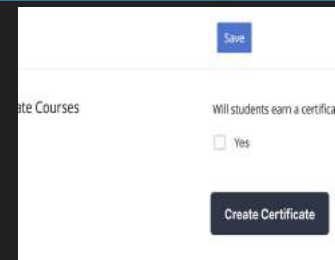 Save
ate Courses
Will students earn a certifica
Yes
Create Certificate